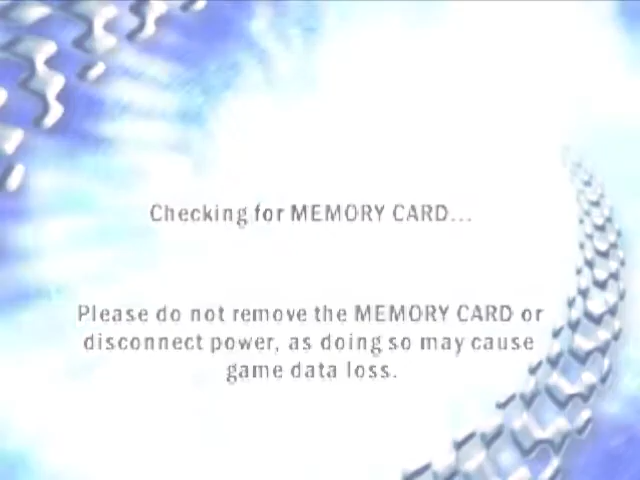 Checking for MEMORY CARD...
Please do not remove the MEMORY CARD or
disconnect power, as doing so may cause
game data loss.